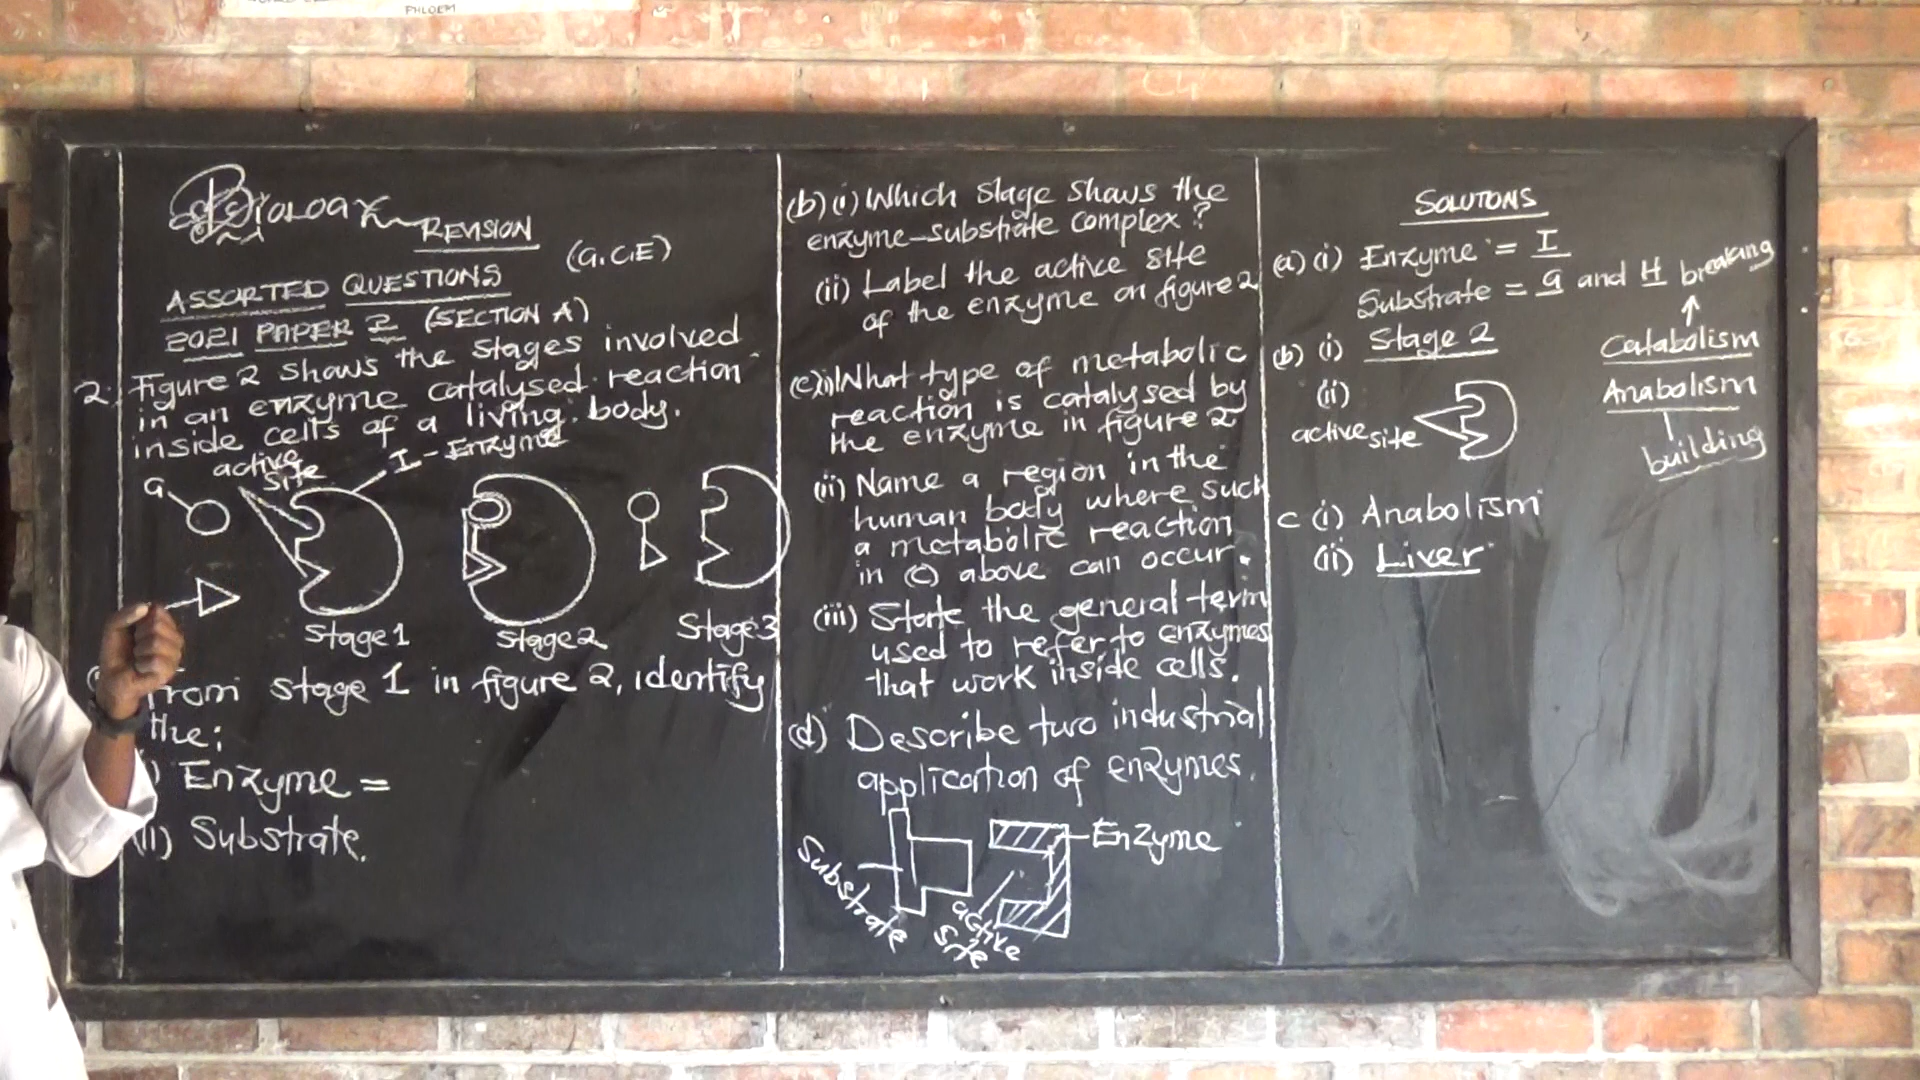 PHLOEM
Biology
REVISION
(G.C.E)
ASSORTED QUESTIONS
2021 PAPER 2 (SECTION A)
2. Figure 2 shows the stages involved
in an enzyme catalysed reaction
inside cells of a living body.
active
site
I - Enzyme
G
Stage 1
Stage 2
Stage 3
From stage 1 in figure 2, identify
the;
(i) Enzyme =
(ii) Substrate.
(b) (i) Which stage shows the
enzyme-substrate complex?
(ii) Label the active site
of the enzyme on figure 2
(c)(i) What type of metabolic
reaction is catalysed by
the enzyme in figure 2
(ii) Name a region in the
human body where such
a metabolic reaction
in (c) above can occur.
(iii) State the general term
used to refer to enzymes
that work inside cells.
(d) Describe two industrial
application of enzymes.
Substrate
active
site
Enzyme
SOLUTONS
(a) (i) Enzyme = I
Substrate = G and H
breaking
Catabolism
Anabolism
building
(b) (i) Stage 2
(ii)
active site
c (i) Anabolism
(ii) Liver